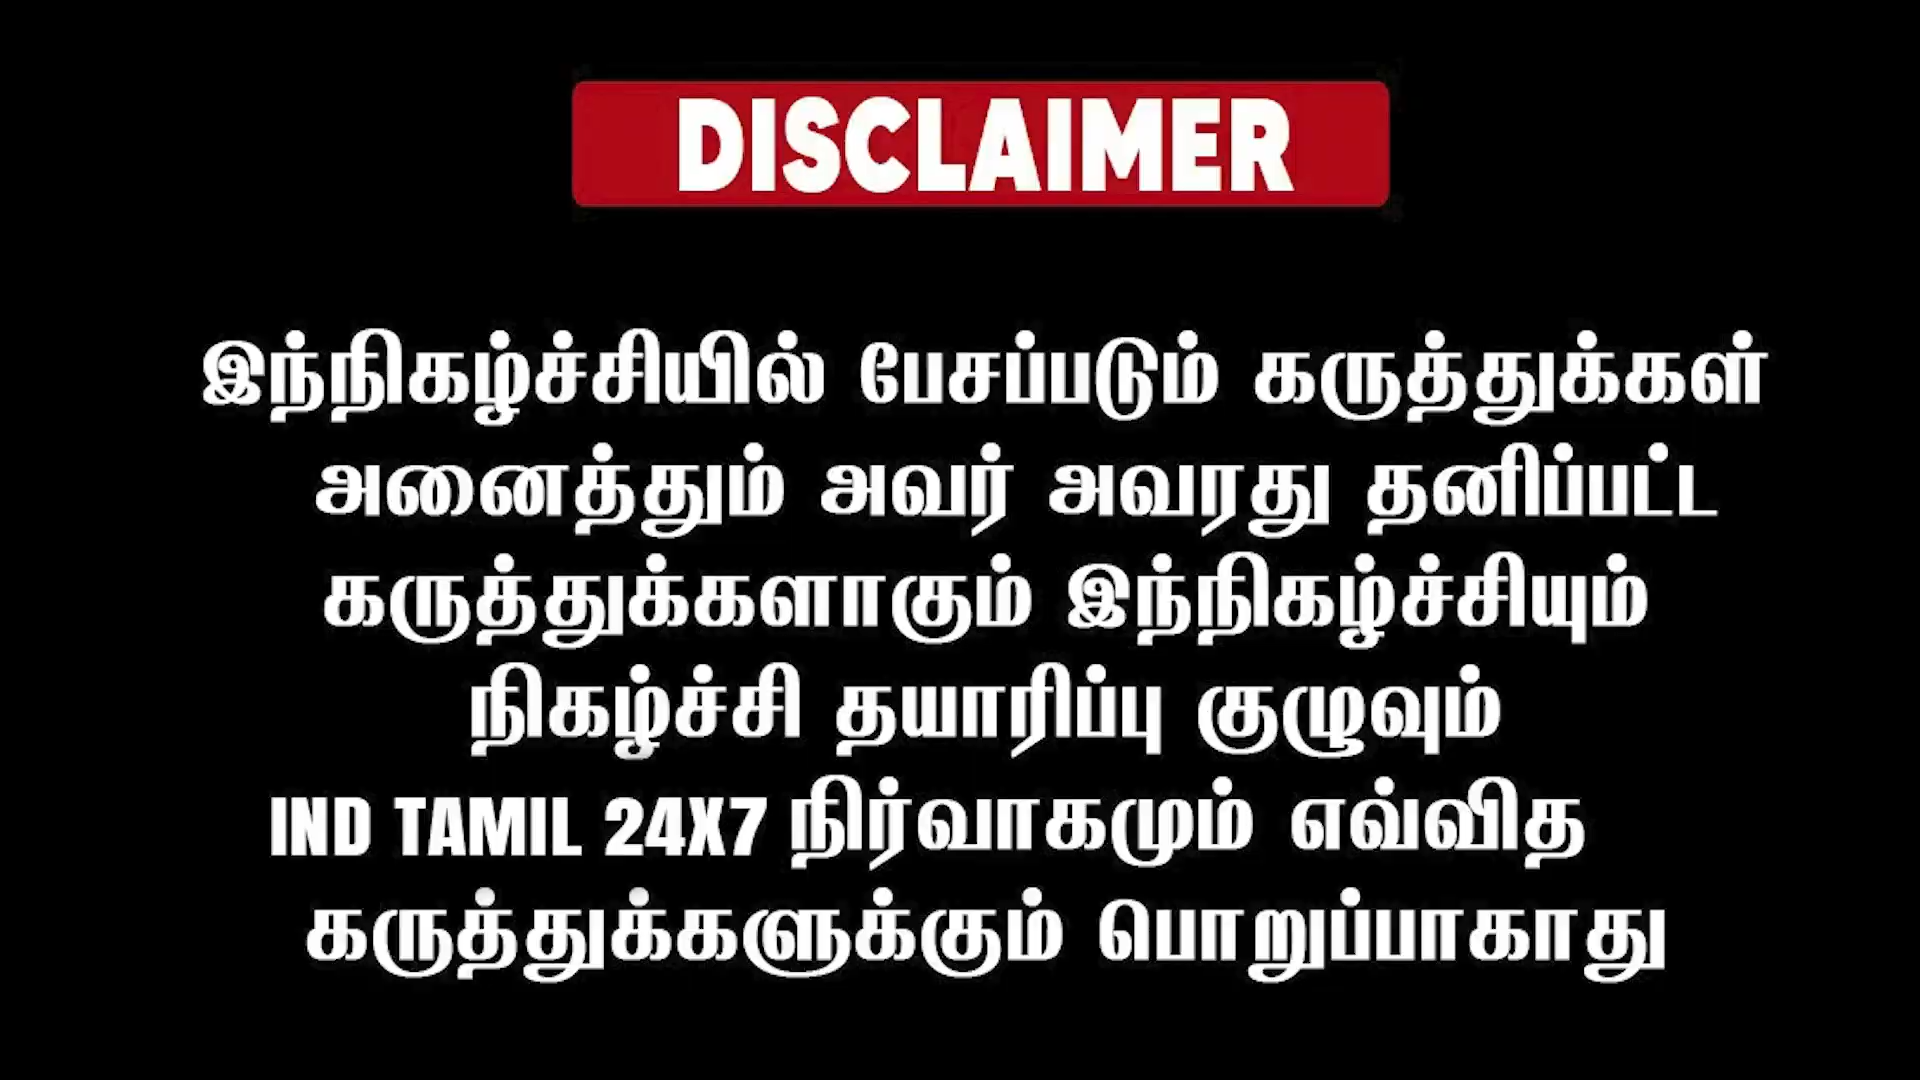 DISCLAIMER
இந்நிகழ்ச்சியில் பேசப்படும் கருத்துக்கள்
அனைத்தும் அவர் அவரது தனிப்பட்ட
கருத்துக்களாகும் இந்நிகழ்ச்சியும்
நிகழ்ச்சி தயாரிப்பு குழுவும்
IND TAMIL 24X7 நிர்வாகமும் எவ்வித
கருத்துக்களுக்கும் பொறுப்பாகாது